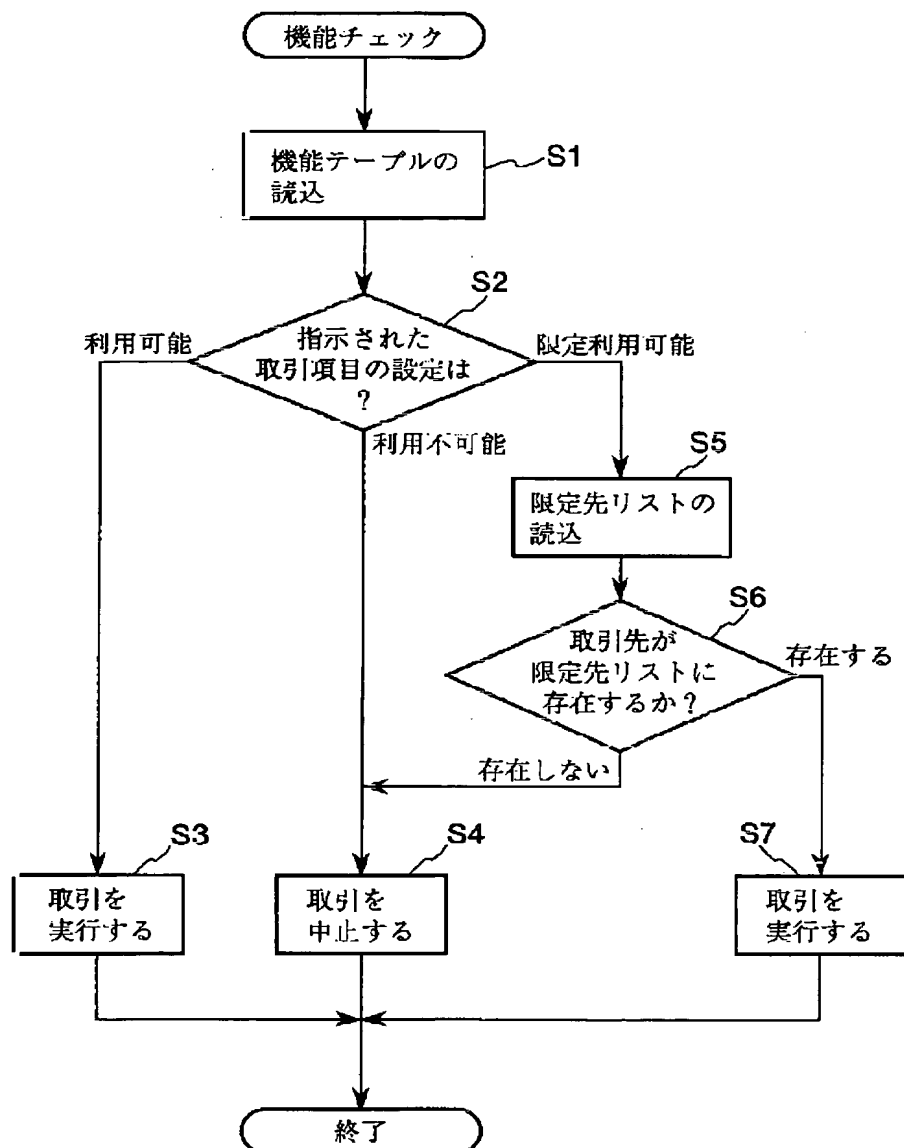 機能チェック
機能テーブルの
読込
S1
S2
指示された
取引項目の設定は
?
利用可能
限定利用可能
利用不可能
S5
限定先リストの
読込
S6
取引先が
限定先リストに
存在するか?
存在する
存在しない
S3
取引を
実行する
S4
取引を
中止する
S7
取引を
実行する
終了